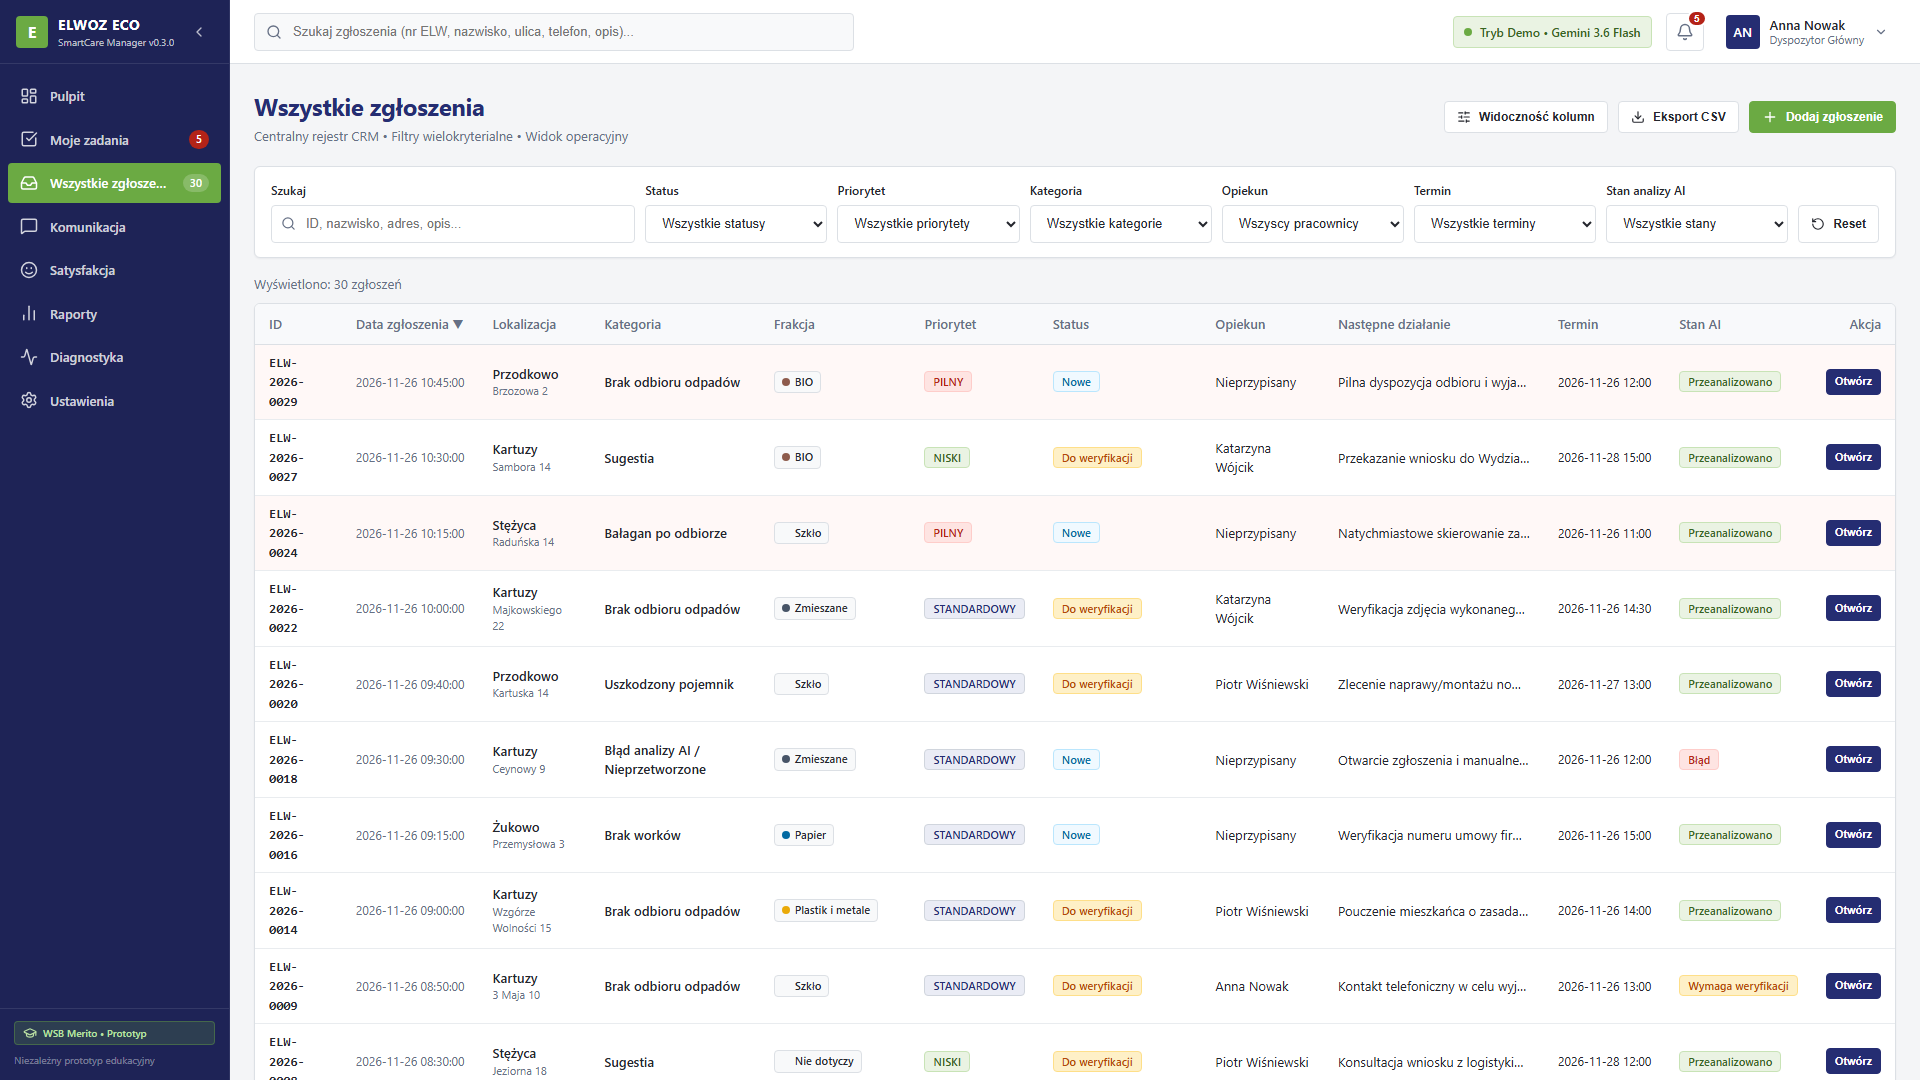 E
ELWOZ ECO
SmartCare Manager v0.3.0
Szukaj zgłoszenia (nr ELW, nazwisko, ulica, telefon, opis)...
Tryb Demo • Gemini 3.6 Flash
5
AN
Anna Nowak
Dyspozytor Główny
Pulpit
Moje zadania
5
Wszystkie zgłosze...
30
Komunikacja
Satysfakcja
Raporty
Diagnostyka
Ustawienia
WSB Merito • Prototyp
Niezależny prototyp edukacyjny
Wszystkie zgłoszenia
Centralny rejestr CRM • Filtry wielokryterialne • Widok operacyjny
Widoczność kolumn
Eksport CSV
Dodaj zgłoszenie
Szukaj
Status
Priorytet
Kategoria
Opiekun
Termin
Stan analizy AI
ID, nazwisko, adres, opis...
Wszystkie statusy
Wszystkie priorytety
Wszystkie kategorie
Wszyscy pracownicy
Wszystkie terminy
Wszystkie stany
Reset
Wyświetlono: 30 zgłoszeń
ID
Data zgłoszenia ▼
Lokalizacja
Kategoria
Frakcja
Priorytet
Status
Opiekun
Następne działanie
Termin
Stan AI
Akcja
ELW-
2026-
0029
2026-11-26 10:45:00
Przodkowo
Brzozowa 2
Brak odbioru odpadów
BIO
PILNY
Nowe
Nieprzypisany
Pilna dyspozycja odbioru i wyja...
2026-11-26 12:00
Przeanalizowano
Otwórz
ELW-
2026-
0027
2026-11-26 10:30:00
Kartuzy
Sambora 14
Sugestia
BIO
NISKI
Do weryfikacji
Katarzyna
Wójcik
Przekazanie wniosku do Wydzia...
2026-11-28 15:00
Przeanalizowano
Otwórz
ELW-
2026-
0024
2026-11-26 10:15:00
Stężyca
Raduńska 14
Bałagan po odbiorze
Szkło
PILNY
Nowe
Nieprzypisany
Natychmiastowe skierowanie za...
2026-11-26 11:00
Przeanalizowano
Otwórz
ELW-
2026-
0022
2026-11-26 10:00:00
Kartuzy
Majkowskiego
22
Brak odbioru odpadów
Zmieszane
STANDARDOWY
Do weryfikacji
Katarzyna
Wójcik
Weryfikacja zdjęcia wykonaneg...
2026-11-26 14:30
Przeanalizowano
Otwórz
ELW-
2026-
0020
2026-11-26 09:40:00
Przodkowo
Kartuska 14
Uszkodzony pojemnik
Szkło
STANDARDOWY
Do weryfikacji
Piotr Wiśniewski
Zlecenie naprawy/montażu no...
2026-11-27 13:00
Przeanalizowano
Otwórz
ELW-
2026-
0018
2026-11-26 09:30:00
Kartuzy
Ceynowy 9
Błąd analizy AI /
Nieprzetworzone
Zmieszane
STANDARDOWY
Nowe
Nieprzypisany
Otwarcie zgłoszenia i manualne...
2026-11-26 12:00
Błąd
Otwórz
ELW-
2026-
0016
2026-11-26 09:15:00
Żukowo
Przemysłowa 3
Brak worków
Papier
STANDARDOWY
Nowe
Nieprzypisany
Weryfikacja numeru umowy fir...
2026-11-26 15:00
Przeanalizowano
Otwórz
ELW-
2026-
0014
2026-11-26 09:00:00
Kartuzy
Wzgórze
Wolności 15
Brak odbioru odpadów
Plastik i metale
STANDARDOWY
Do weryfikacji
Piotr Wiśniewski
Pouczenie mieszkańca o zasada...
2026-11-26 14:00
Przeanalizowano
Otwórz
ELW-
2026-
0009
2026-11-26 08:50:00
Kartuzy
3 Maja 10
Brak odbioru odpadów
Szkło
STANDARDOWY
Do weryfikacji
Anna Nowak
Kontakt telefoniczny w celu wyj...
2026-11-26 13:00
Wymaga weryfikacji
Otwórz
ELW-
2026-
2026-11-26 08:30:00
Stężyca
Jeziorna 18
Sugestia
Nie dotyczy
NISKI
Do weryfikacji
Piotr Wiśniewski
Konsultacja wniosku z logistyki...
2026-11-28 12:00
Przeanalizowano
Otwórz